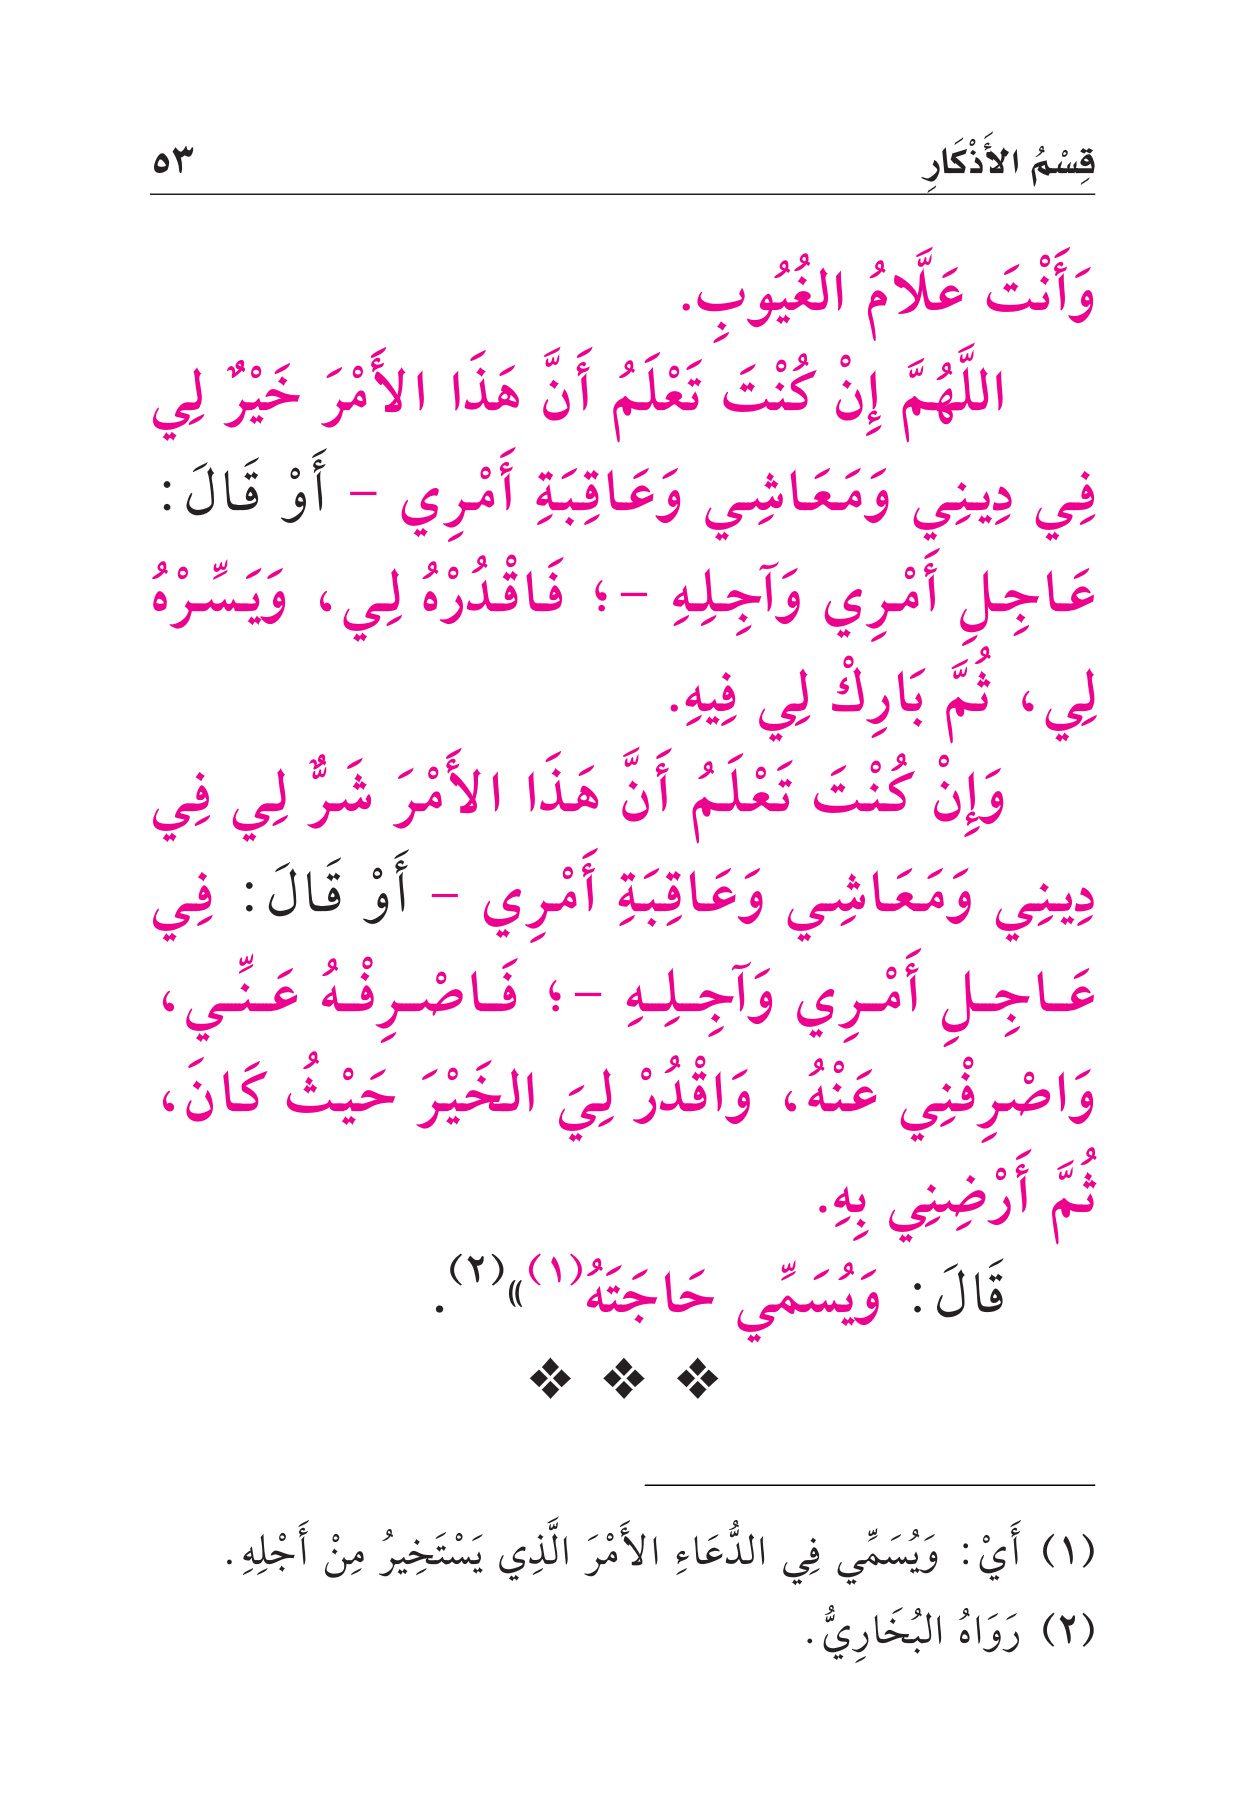 قِسْمُ الأَذْكَارِ ٥٣
وَأَنْتَ عَلَّامُ الغُيُوبِ.
اللَّهُمَّ إِنْ كُنْتَ تَعْلَمُ أَنَّ هَذَا الأَمْرَ خَيْرٌ لِي
فِي دِينِي وَمَعَاشِي وَعَاقِبَةِ أَمْرِي – أَوْ قَالَ:
عَاجِلِ أَمْرِي وَآجِلِهِ –؛ فَاقْدُرْهُ لِي، وَيَسِّرْهُ
لِي، ثُمَّ بَارِكْ لِي فِيهِ.
وَإِنْ كُنْتَ تَعْلَمُ أَنَّ هَذَا الأَمْرَ شَرٌّ لِي فِي
دِينِي وَمَعَاشِي وَعَاقِبَةِ أَمْرِي – أَوْ قَالَ: فِي
عَاجِلِ أَمْرِي وَآجِلِهِ –؛ فَاصْرِفْهُ عَنِّي،
وَاصْرِفْنِي عَنْهُ، وَاقْدُرْ لِيَ الخَيْرَ حَيْثُ كَانَ،
ثُمَّ أَرْضِنِي بِهِ.
قَالَ: وَيُسَمِّي حَاجَتَهُ(١)»(٢).
(١) أَيْ: وَيُسَمِّي فِي الدُّعَاءِ الأَمْرَ الَّذِي يَسْتَخِيرُ مِنْ أَجْلِهِ.
(٢) رَوَاهُ البُخَارِيُّ.